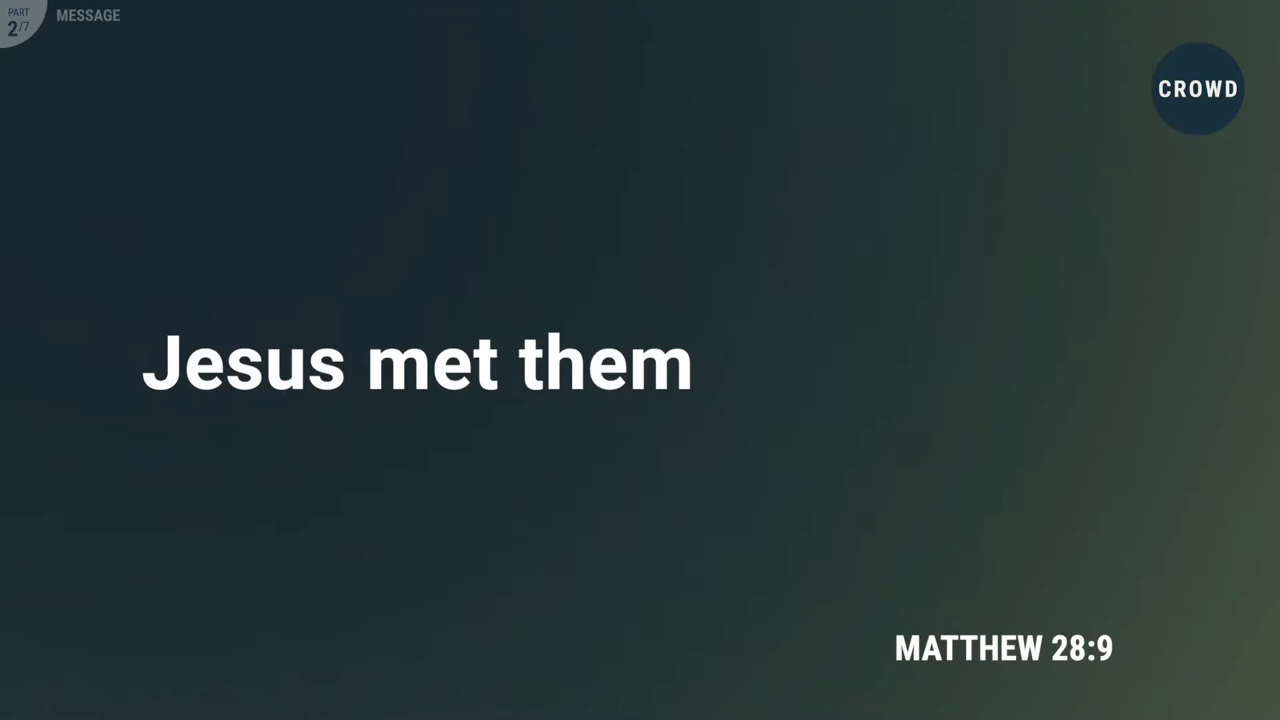 PART
2/7
MESSAGE
CROWD
Jesus met them
MATTHEW 28:9